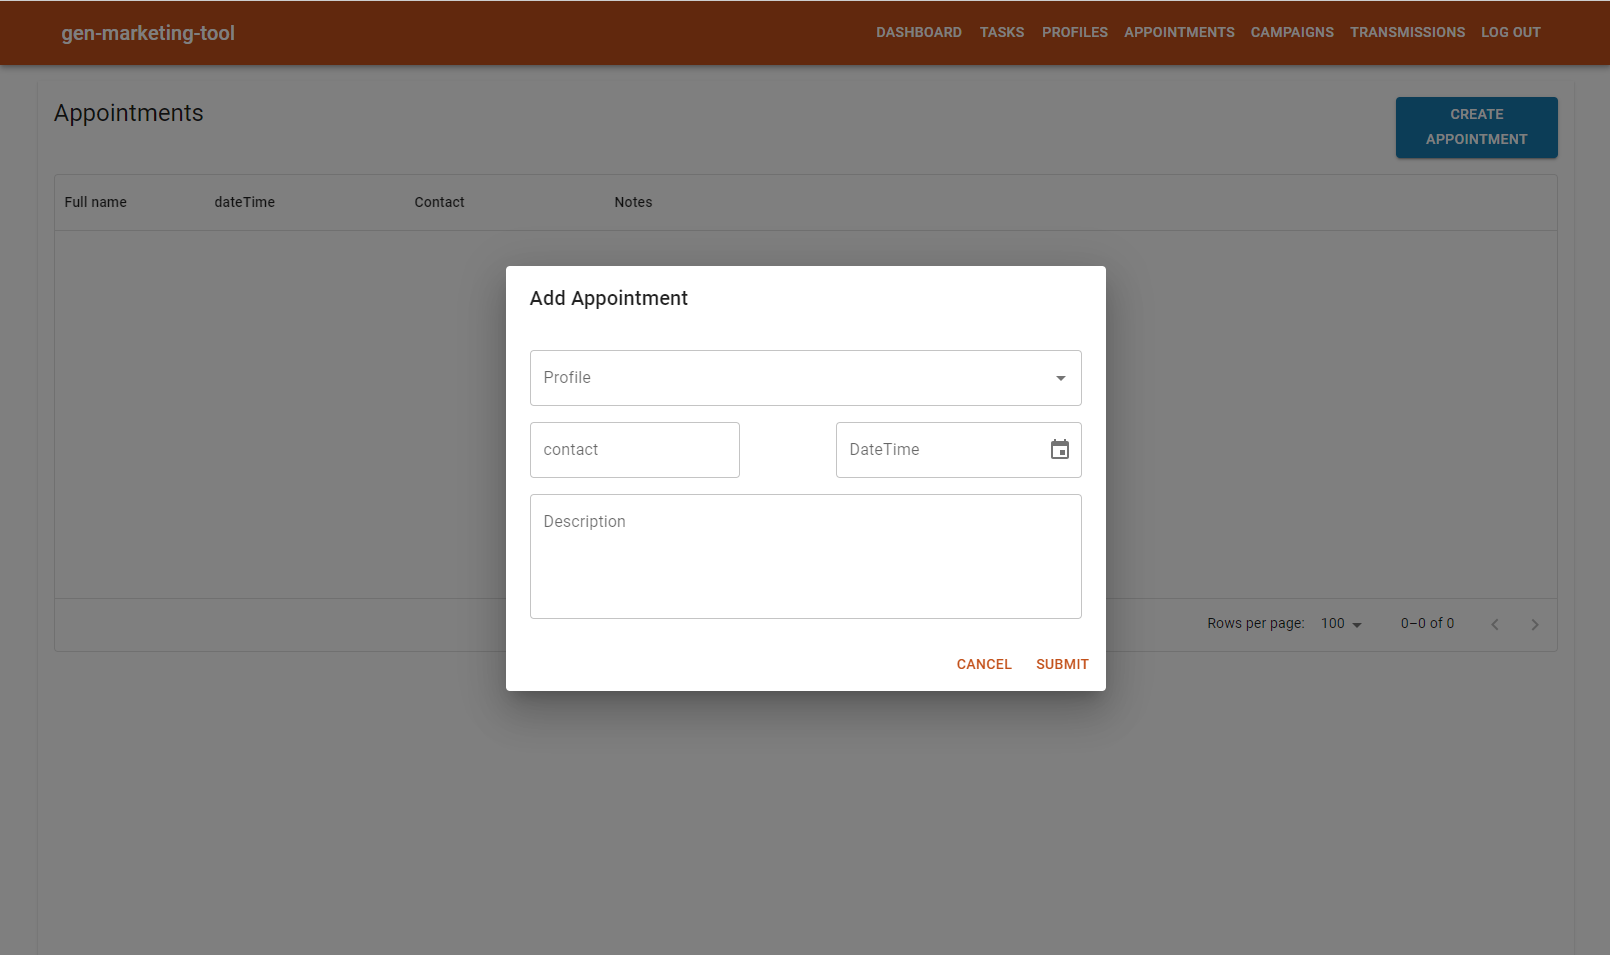 gen-marketing-tool
DASHBOARD TASKS PROFILES APPOINTMENTS CAMPAIGNS TRANSMISSIONS LOG OUT
Appointments
CREATE
APPOINTMENT
Full name dateTime Contact Notes
Add Appointment
Profile
contact DateTime
Description
Rows per page: 100 0–0 of 0
CANCEL SUBMIT